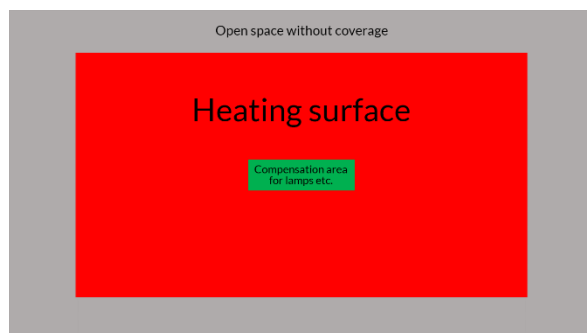 Open space without coverage
Heating surface
Compensation area
for lamps etc.